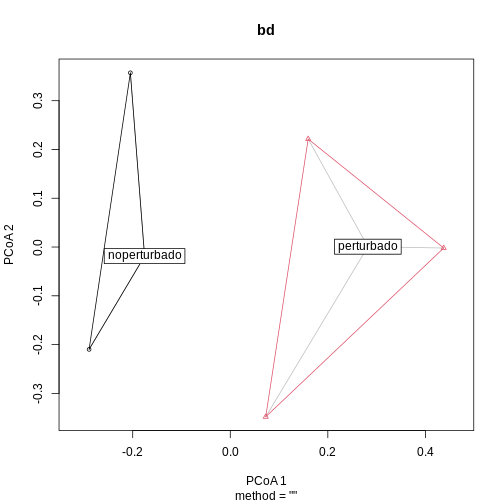 bd
PCoA 2
0.3
0.2
0.1
0.0
-0.1
-0.2
-0.3
noperturbado
perturbado
-0.2
0.0
0.2
0.4
PCoA 1
method = ""